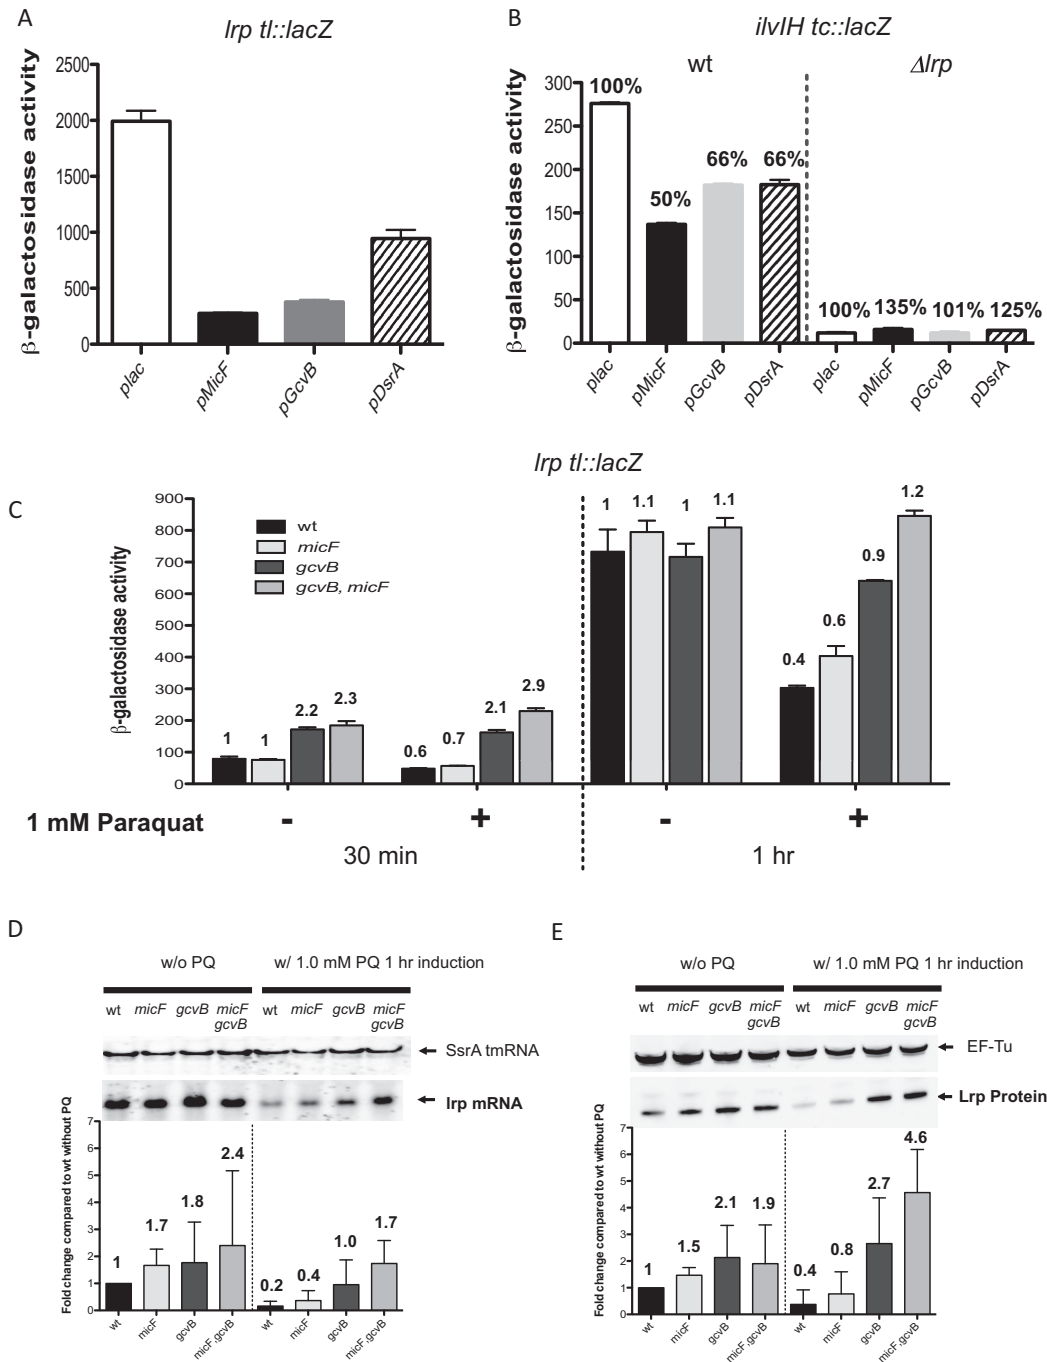 A
lrp tl::lacZ
β-galactosidase activity
2500
2000
1500
1000
500
0
plac
pMicF
pGcvB
pDsrA
B
ilvIH tc::lacZ
wt
Δlrp
β-galactosidase activity
300
250
200
150
100
50
0
100%
50%
66%
66%
100%
135%
101%
125%
plac
pMicF
pGcvB
pDsrA
plac
pMicF
pGcvB
pDsrA
C
lrp tl::lacZ
β-galactosidase activity
900
800
700
600
500
400
300
200
100
0
wt
micF
gcvB
gcvB, micF
1
1
2.2
2.3
0.6
0.7
2.1
2.9
1
1.1
1
1.1
0.4
0.6
0.9
1.2
1 mM Paraquat
-
+
-
+
30 min
1 hr
D
w/o PQ
w/ 1.0 mM PQ 1 hr induction
wt
micF
gcvB
micF
gcvB
wt
micF
gcvB
micF
gcvB
SsrA tmRNA
lrp mRNA
Fold change compared to wt without PQ
7
6
5
4
3
2
1
0
1
1.7
1.8
2.4
0.2
0.4
1.0
1.7
wt
micF
gcvB
micF,gcvB
wt
micF
gcvB
micF,gcvB
E
w/o PQ
w/ 1.0 mM PQ 1 hr induction
wt
micF
gcvB
micF
gcvB
wt
micF
gcvB
micF
gcvB
EF-Tu
Lrp Protein
Fold change compared to wt without PQ
7
6
5
4
3
2
1
0
1
1.5
2.1
1.9
0.4
0.8
2.7
4.6
wt
micF
gcvB
micF,gcvB
wt
micF
gcvB
micF,gcvB